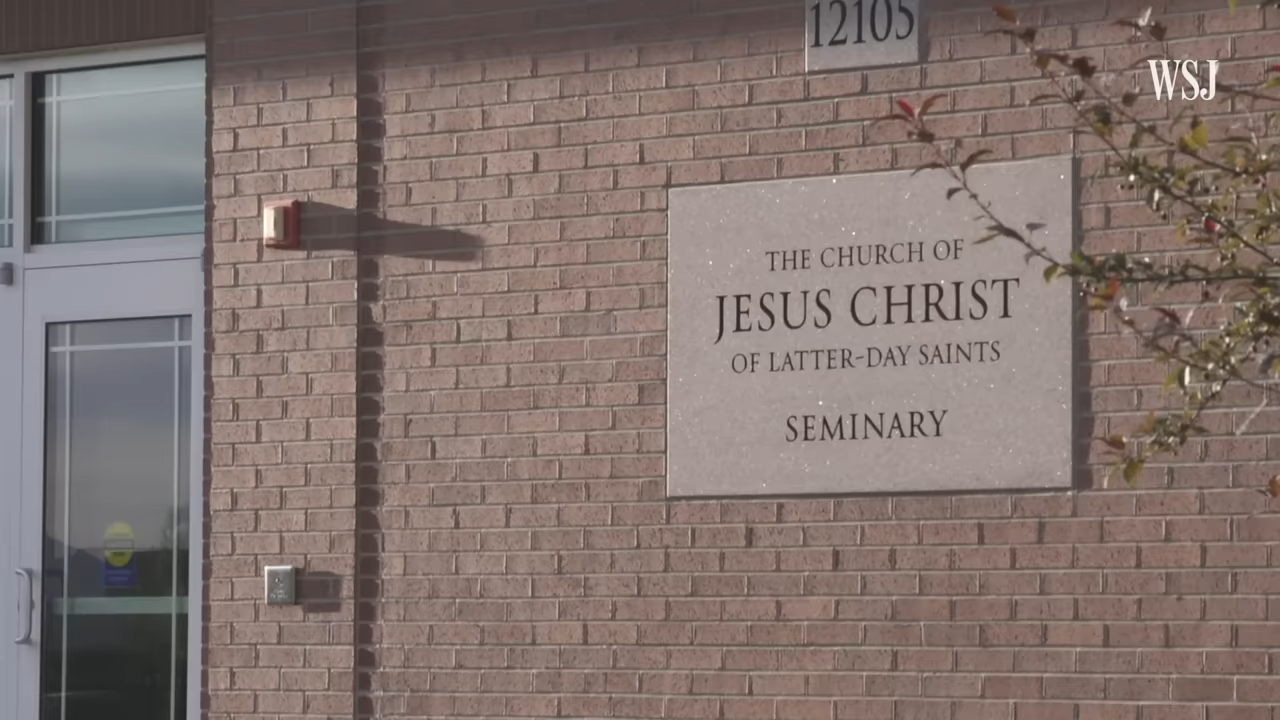 12105
WSJ
THE CHURCH OF
JESUS CHRIST
OF LATTER-DAY SAINTS
SEMINARY